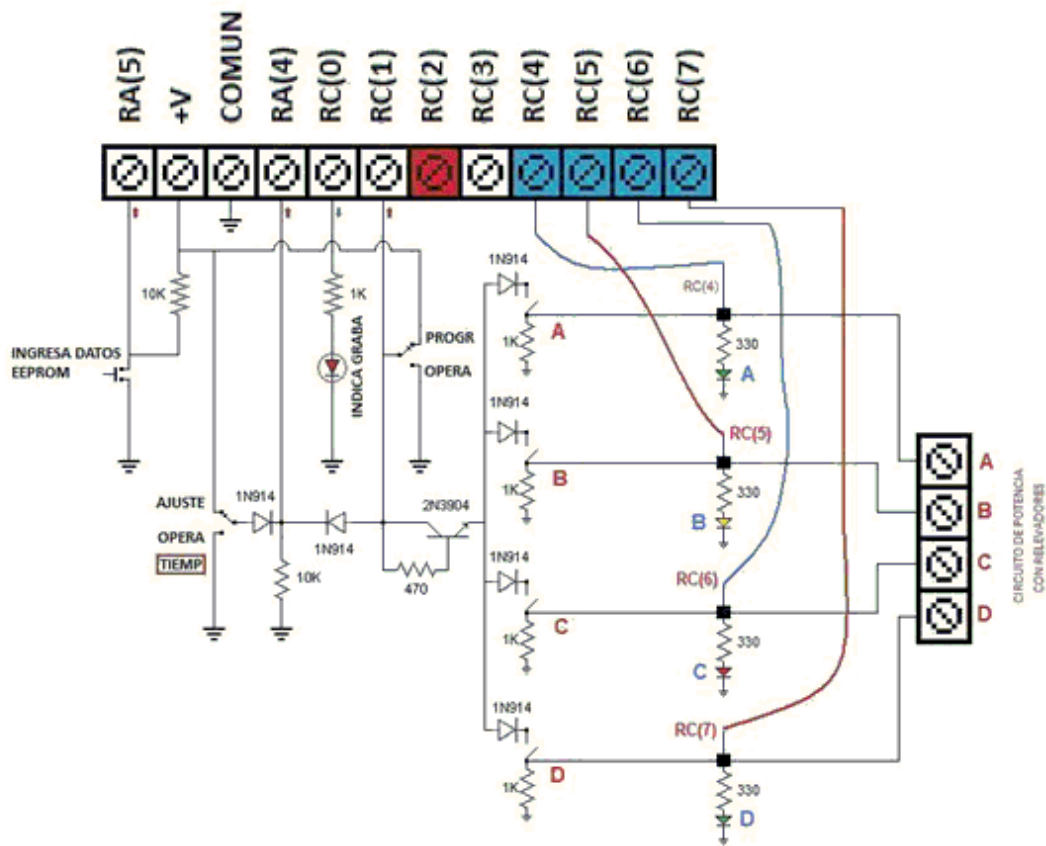 RA(5)
+V
COMUN
RA(4)
RC(0)
RC(1)
RC(2)
RC(3)
RC(4)
RC(5)
RC(6)
RC(7)
1N914
10K
1K
RC(4)
PROGR
A
330
1K
INGRESA DATOS
EEPROM
INDICA GRABA
OPERA
A
1N914
RC(5)
A
B
330
1K
AJUSTE
1N914
2N3904
B
B
OPERA
1N914
1N914
C
TIEMP
10K
470
RC(6)
D
CIRCUITO DE POTENCIA
CON RELEVADORES
C
330
1K
C
1N914
RC(7)
D
330
1K
D